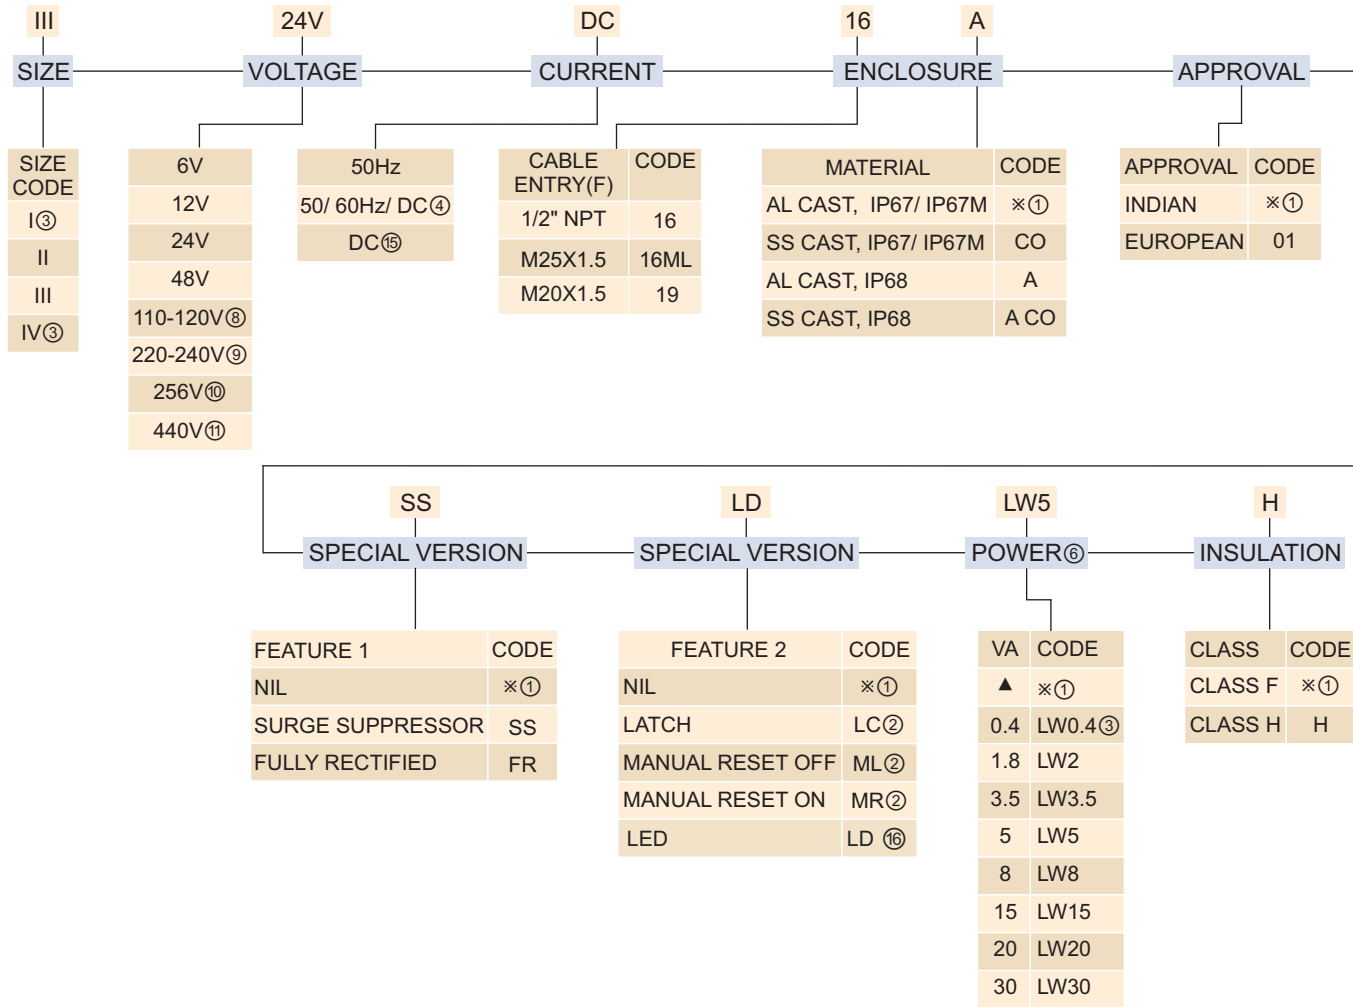 III 24V DC 16 A
SIZE VOLTAGE CURRENT ENCLOSURE APPROVAL
SIZE
CODE
I③
II
III
IV③
6V
12V
24V
48V
110-120V⑧
220-240V⑨
256V⑩
440V⑪
50Hz
50/ 60Hz/ DC④
DC⑮
CABLE
ENTRY(F) CODE
1/2" NPT 16
M25X1.5 16ML
M20X1.5 19
MATERIAL CODE
AL CAST, IP67/ IP67M ※①
SS CAST, IP67/ IP67M CO
AL CAST, IP68 A
SS CAST, IP68 A CO
APPROVAL CODE
INDIAN ※①
EUROPEAN 01
SS LD LW5 H
SPECIAL VERSION SPECIAL VERSION POWER⑥ INSULATION
FEATURE 1 CODE
NIL ※①
SURGE SUPPRESSOR SS
FULLY RECTIFIED FR
FEATURE 2 CODE
NIL ※①
LATCH LC②
MANUAL RESET OFF ML②
MANUAL RESET ON MR②
LED LD ⑯
VA CODE
▲ ※①
0.4 LW0.4③
1.8 LW2
3.5 LW3.5
5 LW5
8 LW8
15 LW15
20 LW20
30 LW30
CLASS CODE
CLASS F ※①
CLASS H H